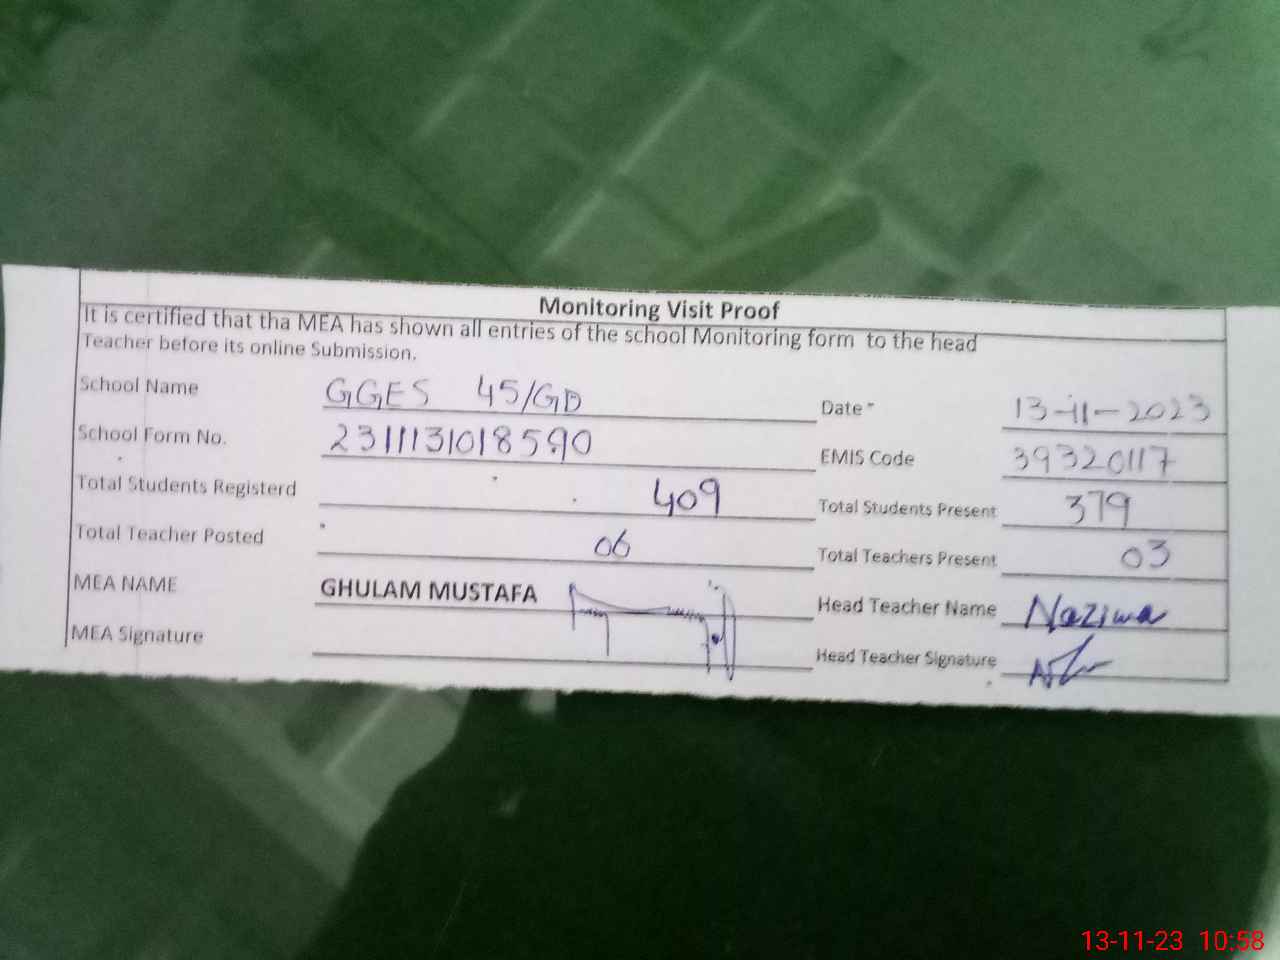 Monitoring Visit Proof
It is certified that tha MEA has shown all entries of the school Monitoring form to the head
Teacher before its online Submission.
School Name GGES 45/GD Date 13-11-2023
School Form No. 2311131018590 EMIS Code 39320117
Total Students Registerd 409 Total Students Present 379
Total Teacher Posted 06 Total Teachers Present 03
MEA NAME GHULAM MUSTAFA Head Teacher Name
MEA Signature Head Teacher Signature
13-11-23 10:58